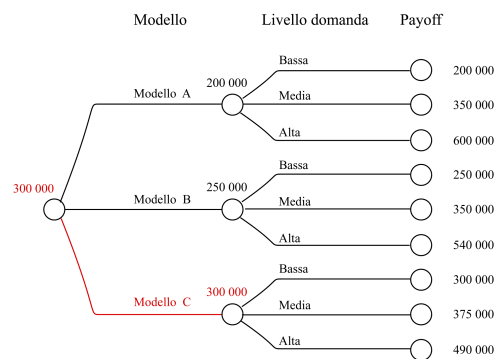 Modello Livello domanda Payoff
Bassa
200 000
200 000
Modello A
Media
350 000
Alta
600 000
Bassa
250 000
300 000
250 000
Modello B
Media
350 000
Alta
540 000
Bassa
300 000
300 000
Modello C
Media
375 000
Alta
490 000